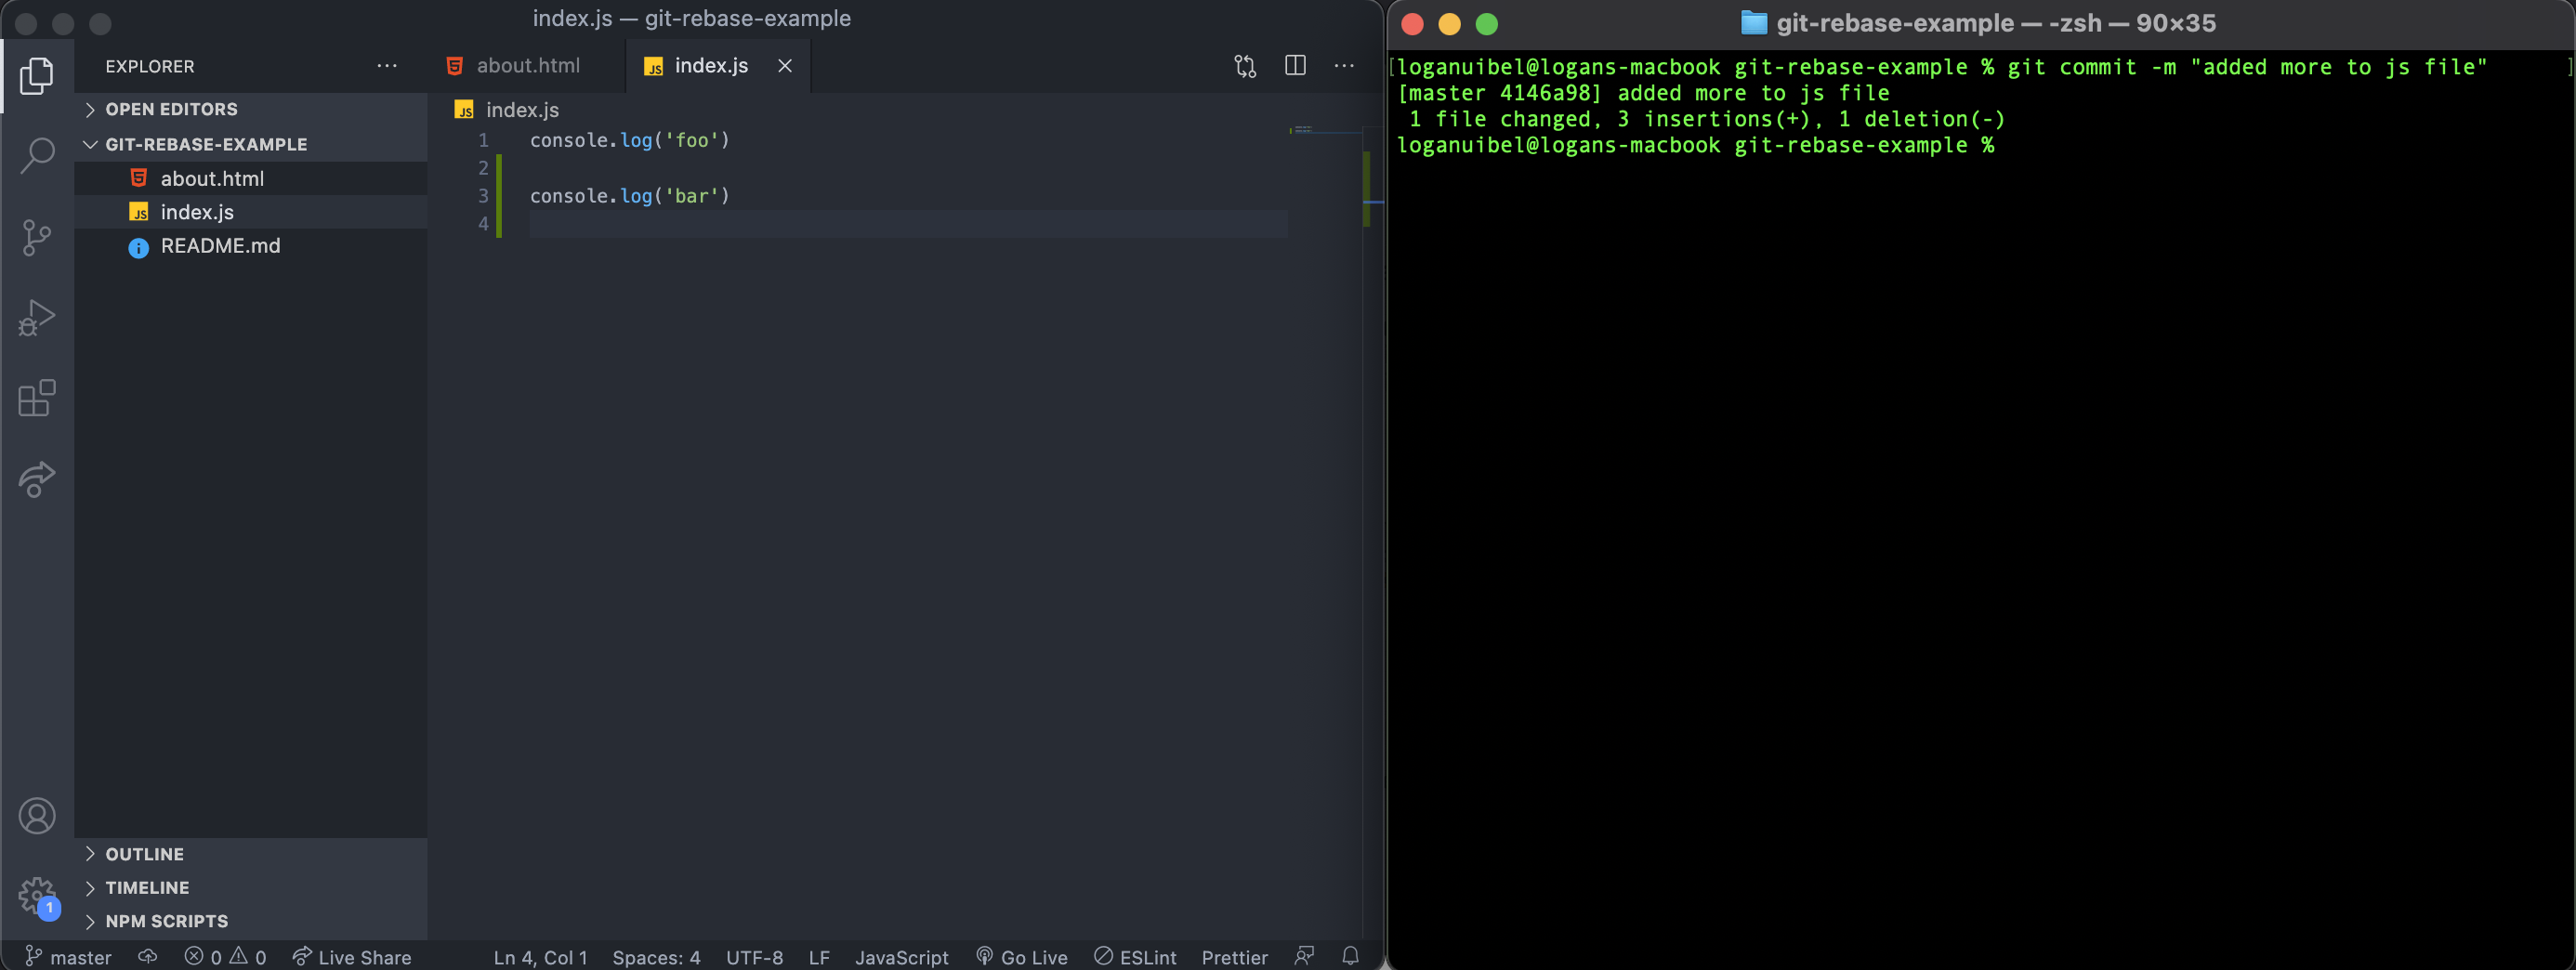 index.js — git-rebase-example
EXPLORER
OPEN EDITORS
GIT-REBASE-EXAMPLE
about.html
index.js
README.md
OUTLINE
TIMELINE
NPM SCRIPTS
1
about.html
index.js
JS index.js
1 console.log('foo')
2
3 console.log('bar')
4
master 0 0 Live Share Ln 4, Col 1 Spaces: 4 UTF-8 LF JavaScript Go Live ESLint Prettier
git-rebase-example — -zsh — 90×35
[loganuibel@logans-macbook git-rebase-example % git commit -m "added more to js file" ]
[master 4146a98] added more to js file
1 file changed, 3 insertions(+), 1 deletion(-)
loganuibel@logans-macbook git-rebase-example %